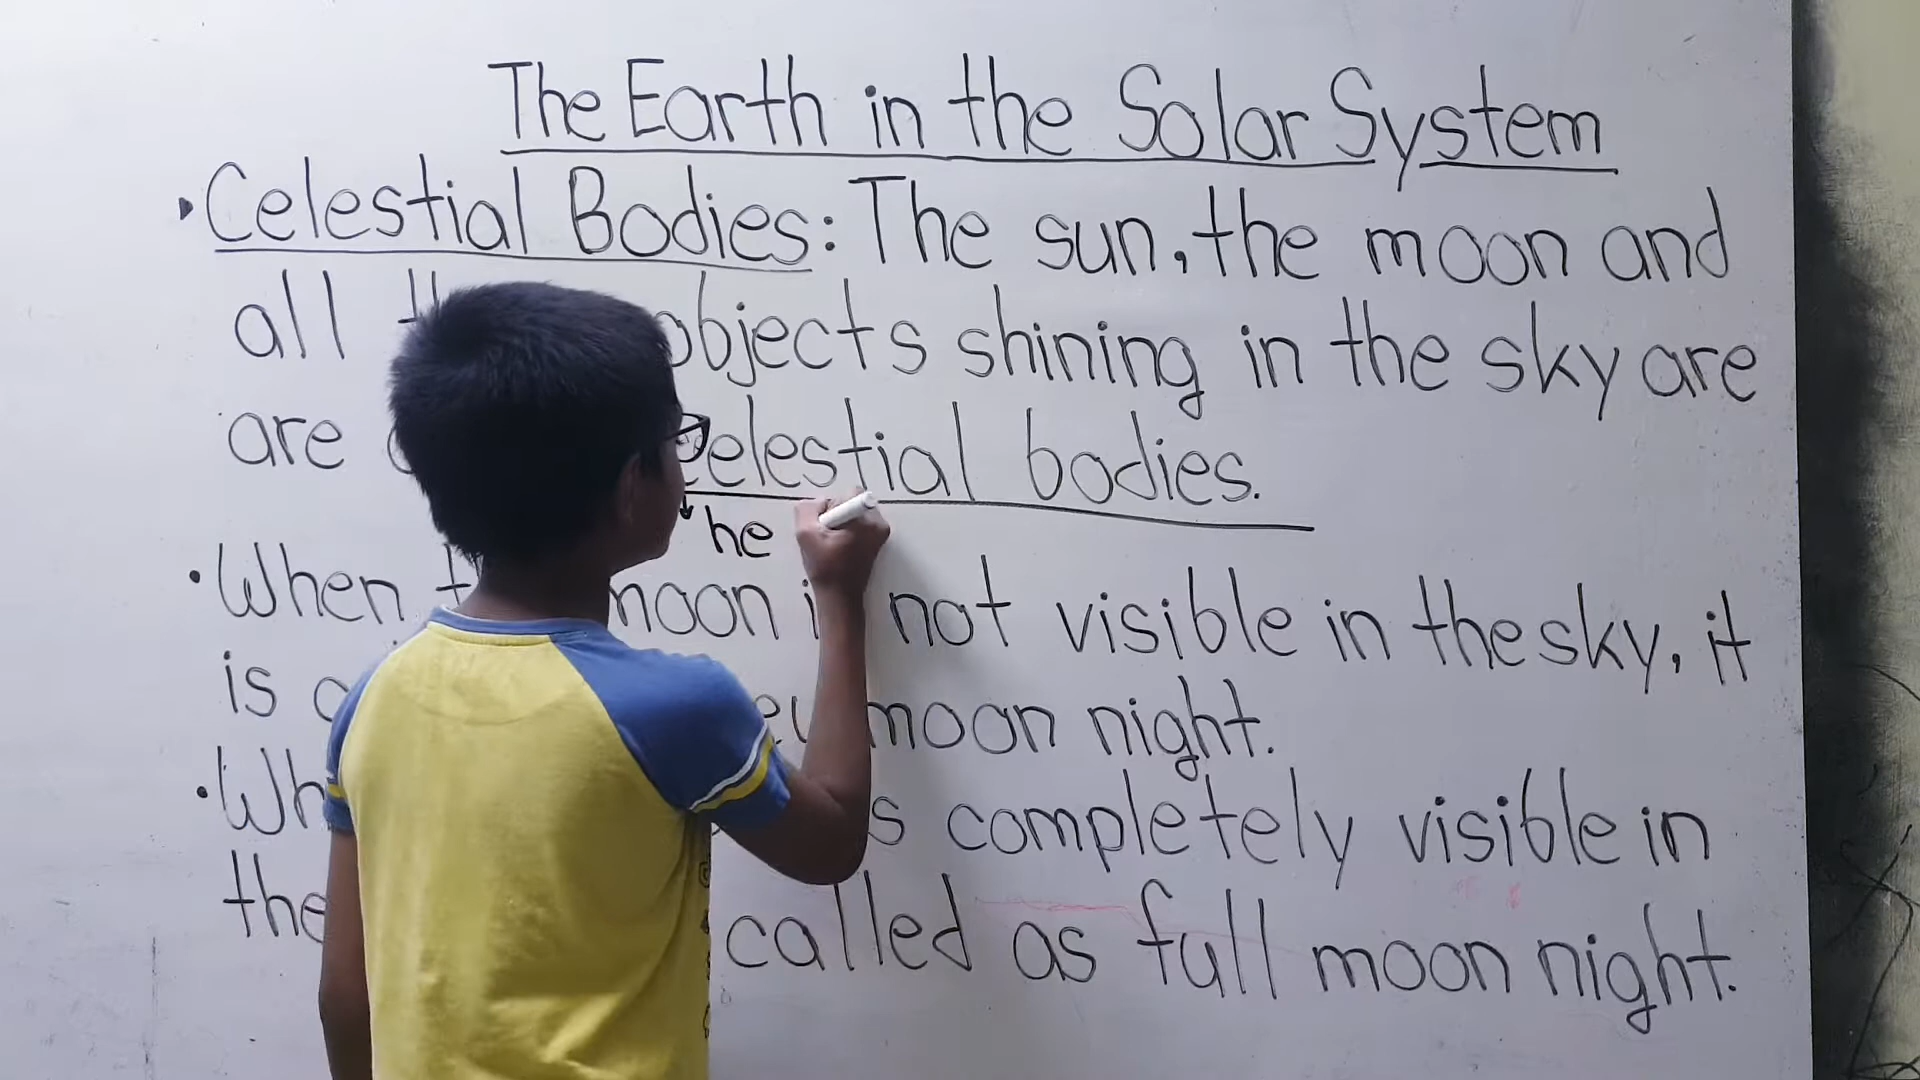 The Earth in the Solar System
• Celestial Bodies: The sun, the moon and
all objects shining in the sky are
are celestial bodies.
he
• When moon not visible in the sky, it
is moon night.
• completely visible in
the called as full moon night.